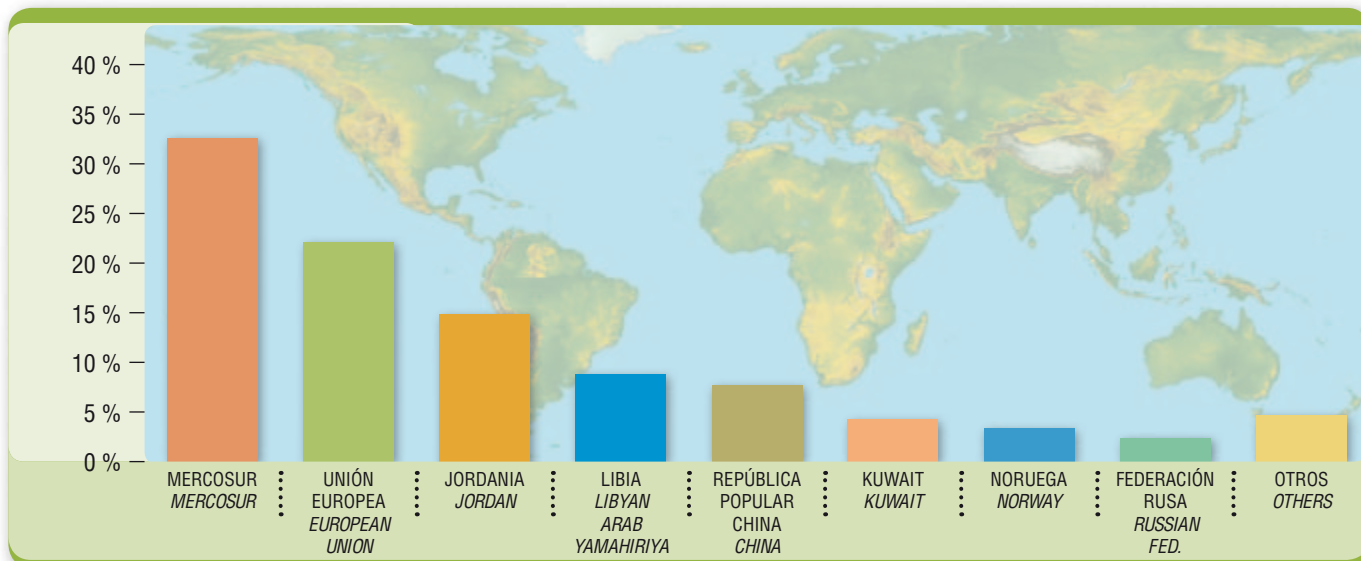 40 %
35 %
30 %
25 %
20 %
15 %
10 %
5 %
0 %
MERCOSUR
MERCOSUR
UNIÓN
EUROPEA
EUROPEAN
UNION
JORDANIA
JORDAN
LIBIA
LIBYAN
ARAB
YAMAHIRIYA
REPÚBLICA
POPULAR
CHINA
CHINA
KUWAIT
KUWAIT
NORUEGA
NORWAY
FEDERACIÓN
RUSA
RUSSIAN
FED.
OTROS
OTHERS